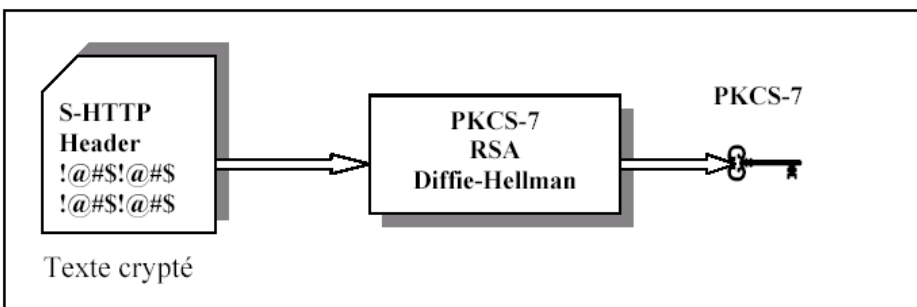 S-HTTP
Header
!@#$!@#$
!@#$!@#$
Texte crypté
PKCS-7
RSA
Diffie-Hellman
PKCS-7